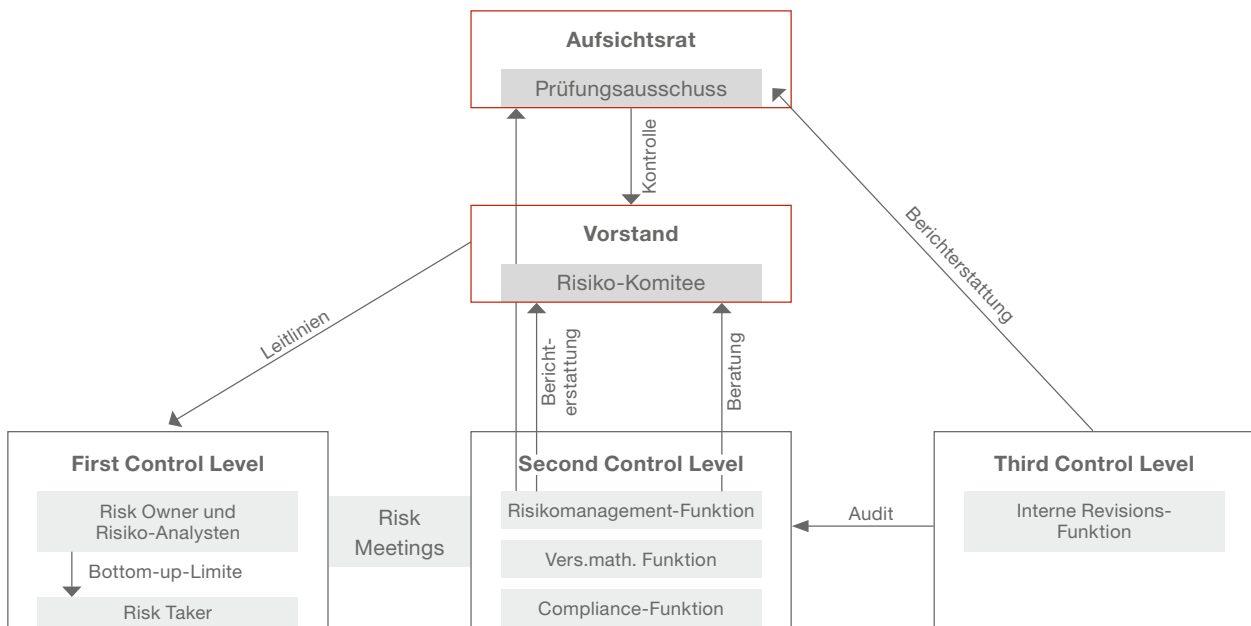 Aufsichtsrat
Prüfungsausschuss
Kontrolle
Vorstand
Risiko-Komitee
Leitlinien
Bericht-
erstattung
Beratung
Berichterstattung
First Control Level
Risk Owner und
Risiko-Analysten
Bottom-up-Limite
Risk Taker
Risk
Meetings
Second Control Level
Risikomanagement-Funktion
Vers.math. Funktion
Compliance-Funktion
Audit
Third Control Level
Interne Revisions-
Funktion